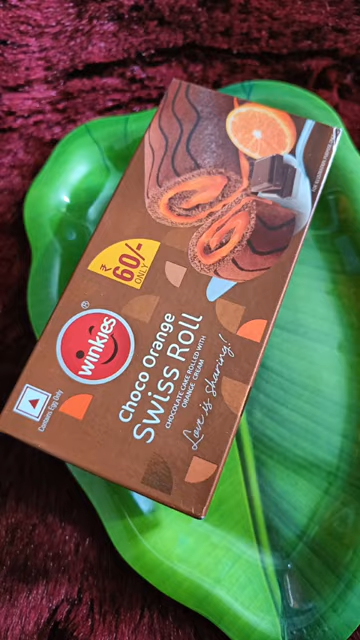 ₹
60/-
ONLY
winkies®
Choco Orange
Swiss Roll
CHOCOLATE CAKE ROLLED WITH
ORANGE CREAM
Love is sharing!
Contains Egg Only